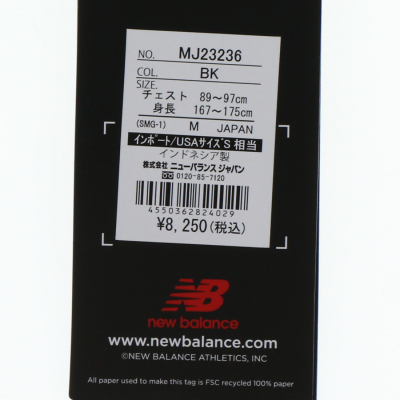 NO. MJ23236
COL. BK
SIZE.
チェスト 89～97cm
身長 167～175cm
(SMG-1) M JAPAN
インポート/USAサイズS 相当
インドネシア製
株式会社 ニューバランス ジャパン
0120-85-7120
4550362824029
¥8,250(税込)
NB
new balance
www.newbalance.com
©NEW BALANCE ATHLETICS, INC
All paper used to make this tag is FSC recycled 100% paper